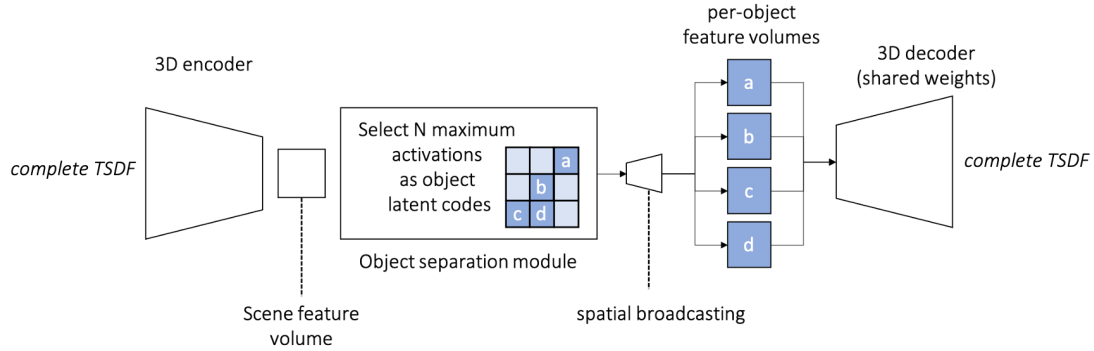 per-object
feature volumes
3D encoder
3D decoder
(shared weights)
complete TSDF
Select N maximum
activations
as object
latent codes
a
b
c d
a
b
c
d
complete TSDF
Object separation module
Scene feature
volume
spatial broadcasting